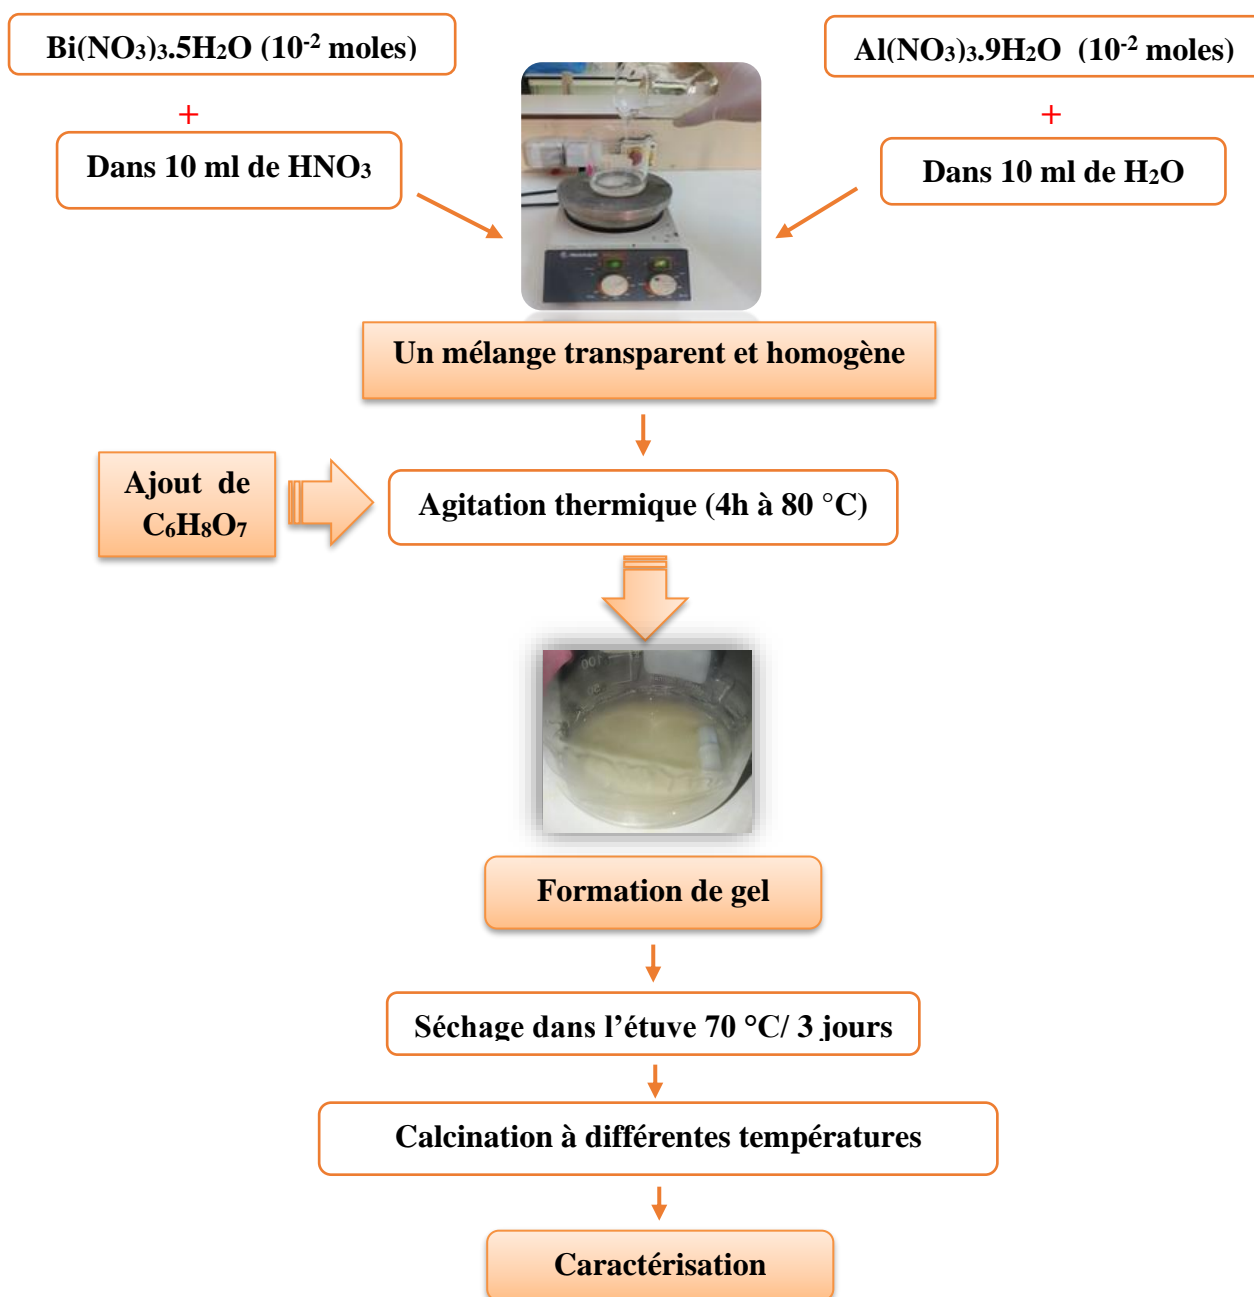 Bi(NO₃)₃.5H₂O (10⁻² moles)
Al(NO₃)₃.9H₂O (10⁻² moles)
+
+
Dans 10 ml de HNO₃
Dans 10 ml de H₂O
Un mélange transparent et homogène
Ajout de
C₆H₈O₇
Agitation thermique (4h à 80 °C)
100
Formation de gel
Séchage dans l’étuve 70 °C/ 3 jours
Calcination à différentes températures
Caractérisation